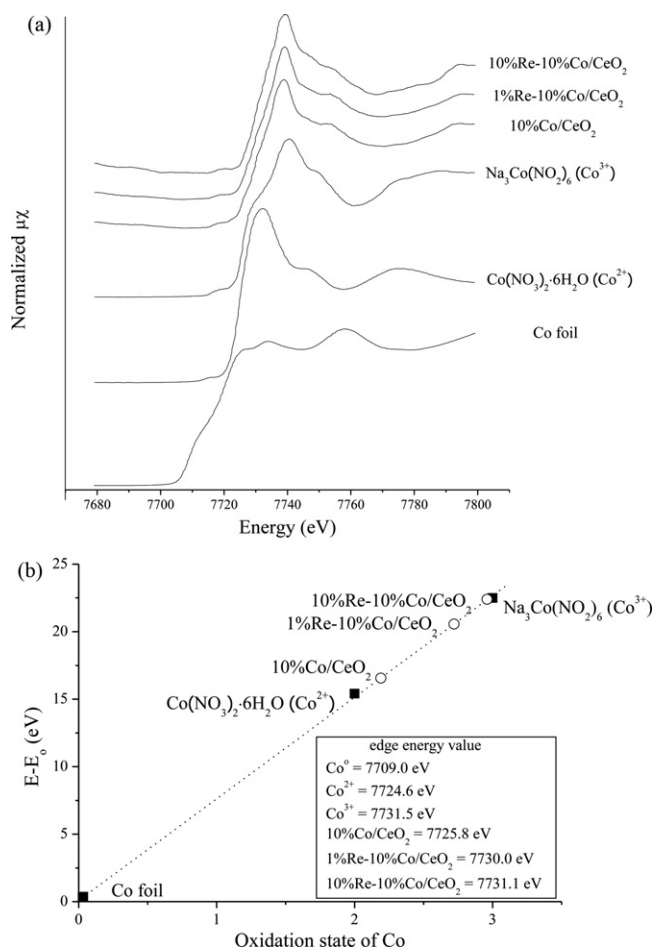 (a)
10%Re-10%Co/CeO₂
1%Re-10%Co/CeO₂
10%Co/CeO₂
Na₃Co(NO₂)₆ (Co³⁺)
Co(NO₃)₂·6H₂O (Co²⁺)
Co foil
Normalized μχ
7680 7700 7720 7740 7760 7780 7800
Energy (eV)
(b)
25
20
15
10
5
0
E-Eₒ (eV)
10%Re-10%Co/CeO₂
Na₃Co(NO₂)₆ (Co³⁺)
1%Re-10%Co/CeO₂
10%Co/CeO₂
Co(NO₃)₂·6H₂O (Co²⁺)
edge energy value
Coᵒ = 7709.0 eV
Co²⁺ = 7724.6 eV
Co³⁺ = 7731.5 eV
10%Co/CeO₂ = 7725.8 eV
1%Re-10%Co/CeO₂ = 7730.0 eV
10%Re-10%Co/CeO₂ = 7731.1 eV
Co foil
0 1 2 3
Oxidation state of Co